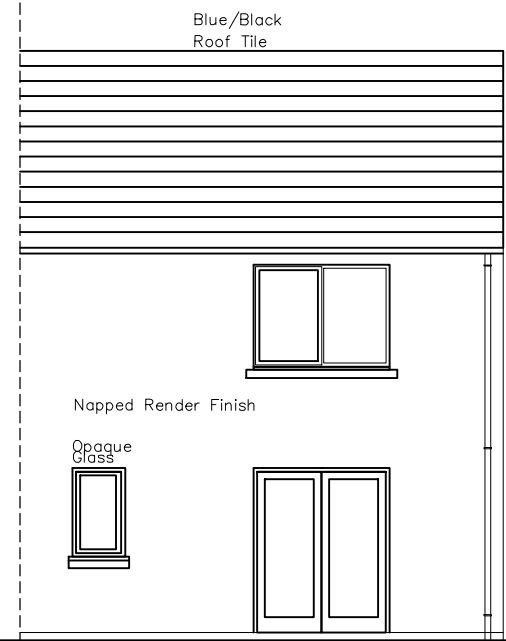 Blue/Black
Roof Tile
Napped Render Finish
Opaque
Glass